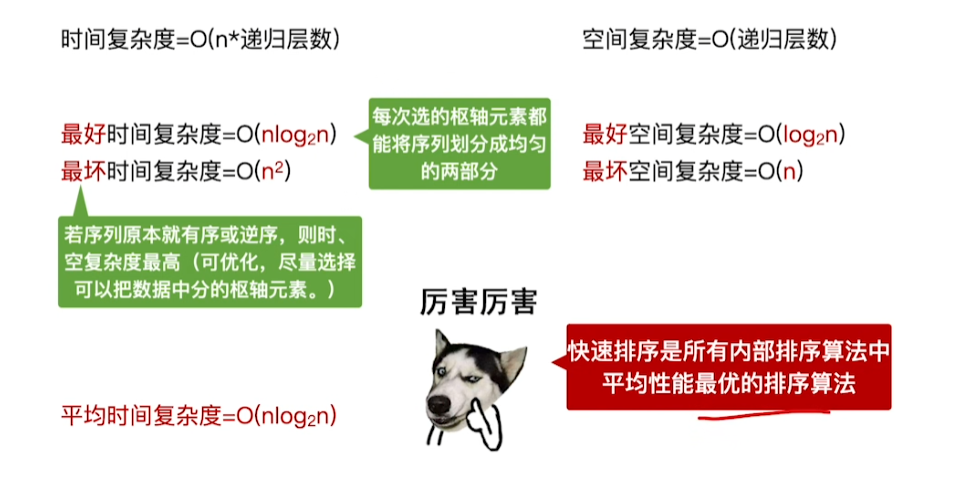 时间复杂度=O(n*递归层数)
空间复杂度=O(递归层数)
最好时间复杂度=O(nlog₂n)
最坏时间复杂度=O(n²)
每次选的枢轴元素都
能将序列划分成均匀
的两部分
最好空间复杂度=O(log₂n)
最坏空间复杂度=O(n)
若序列原本就有序或逆序，则时、
空复杂度最高（可优化，尽量选择
可以把数据中分的枢轴元素。）
厉害厉害
快速排序是所有内部排序算法中
平均性能最优的排序算法
平均时间复杂度=O(nlog₂n)